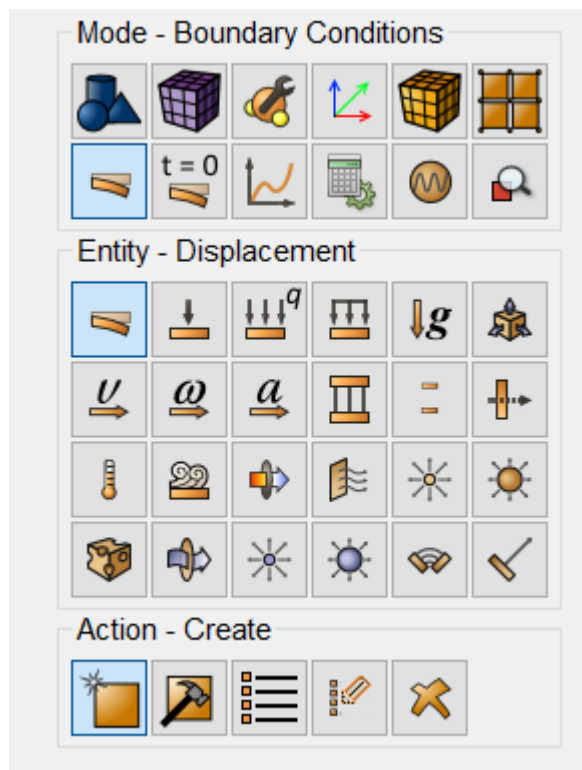 Mode - Boundary Conditions
t = 0
Entity - Displacement
q
g
υ ω a
Action - Create